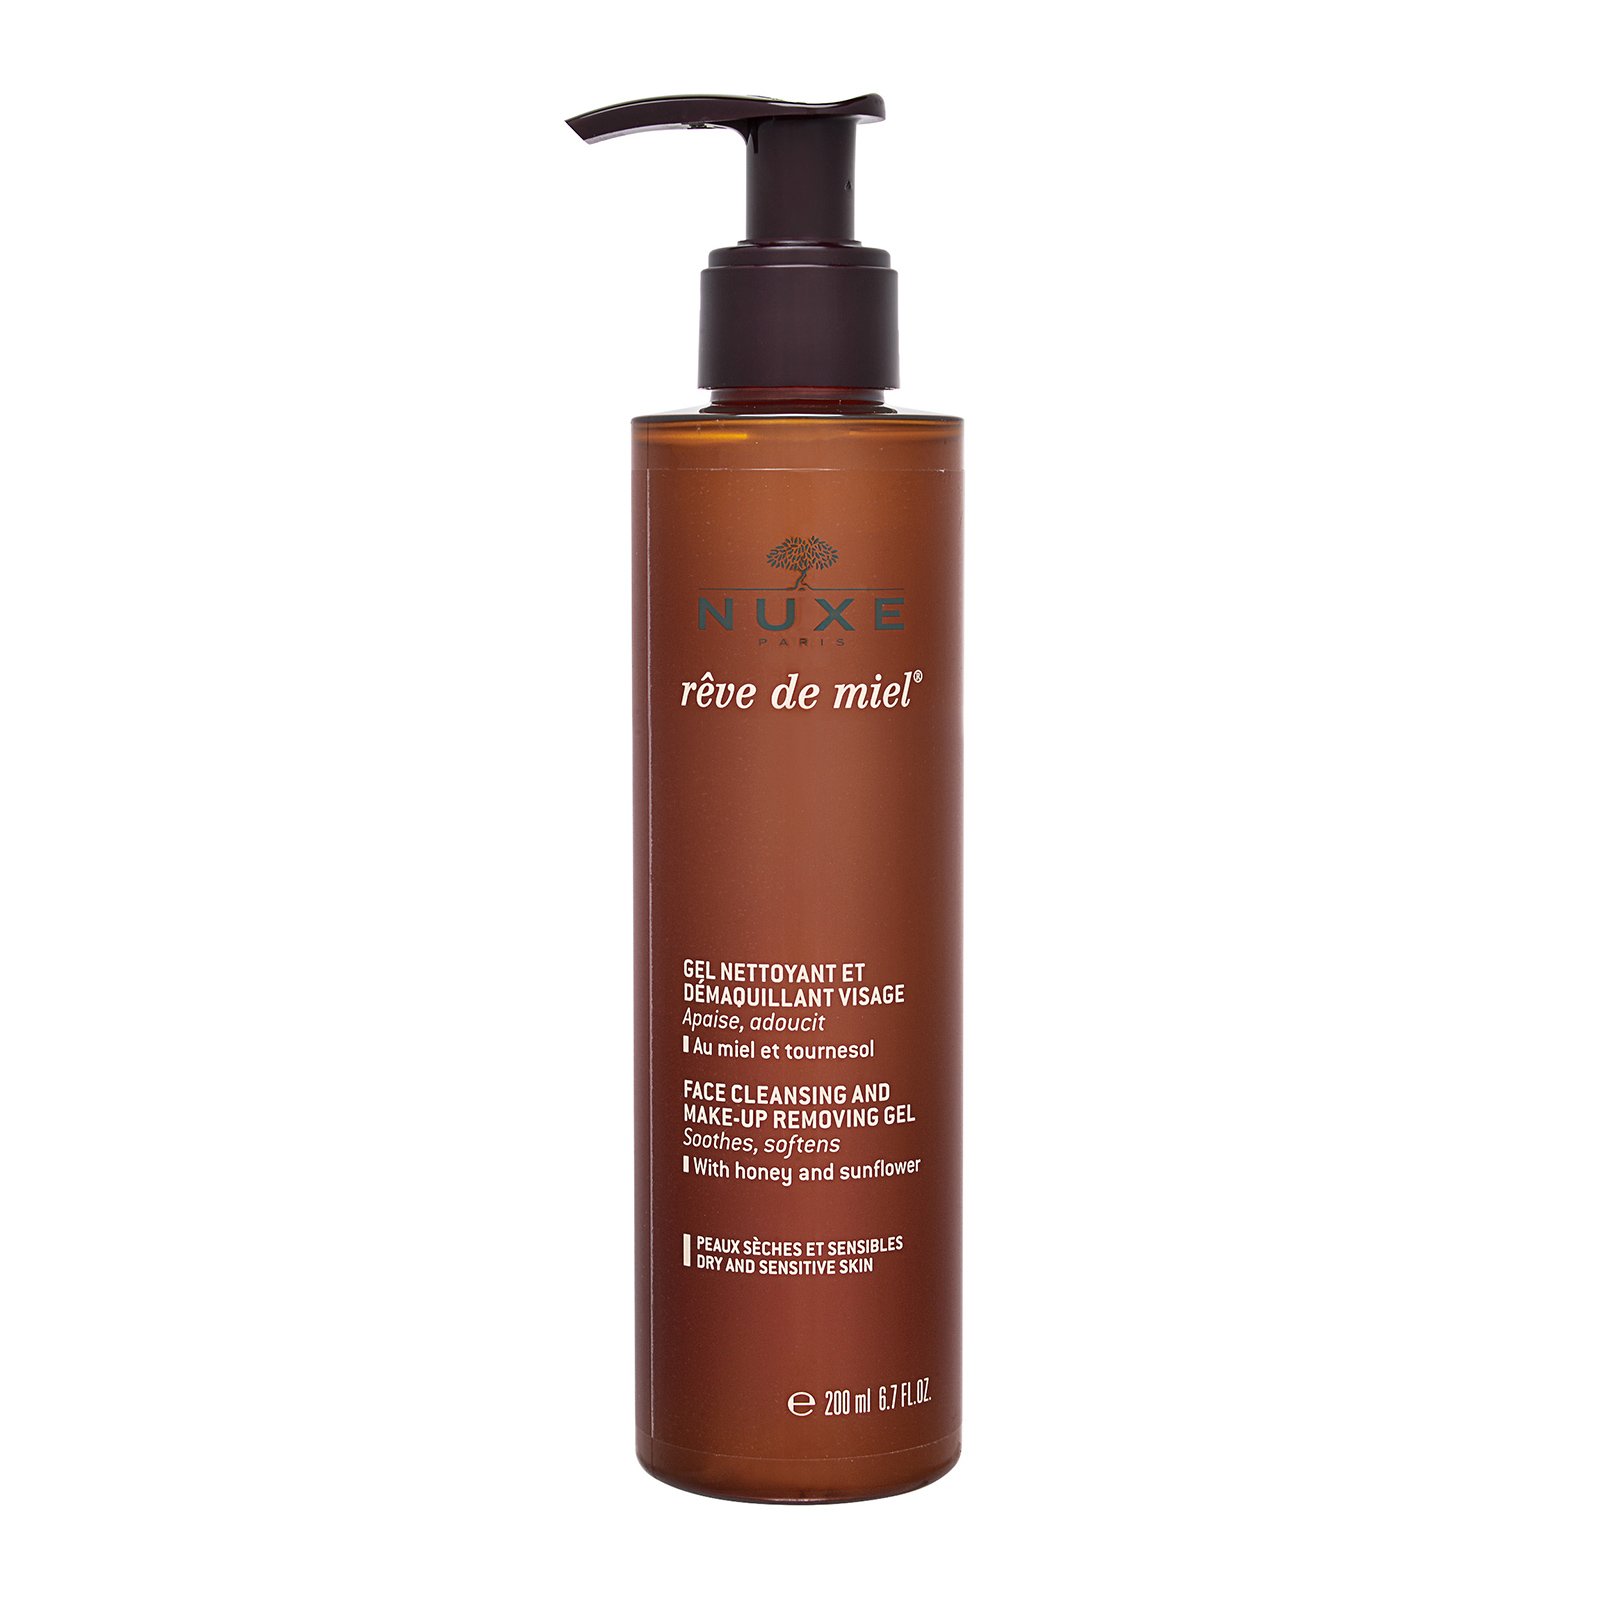 NUXE
PARIS
rêve de miel®
GEL NETTOYANT ET
DÉMAQUILLANT VISAGE
Apaise, adoucit
Au miel et tournesol
FACE CLEANSING AND
MAKE-UP REMOVING GEL
Soothes, softens
With honey and sunflower
PEAUX SÈCHES ET SENSIBLES
DRY AND SENSITIVE SKIN
℮ 200 ml 6.7 FL.OZ.